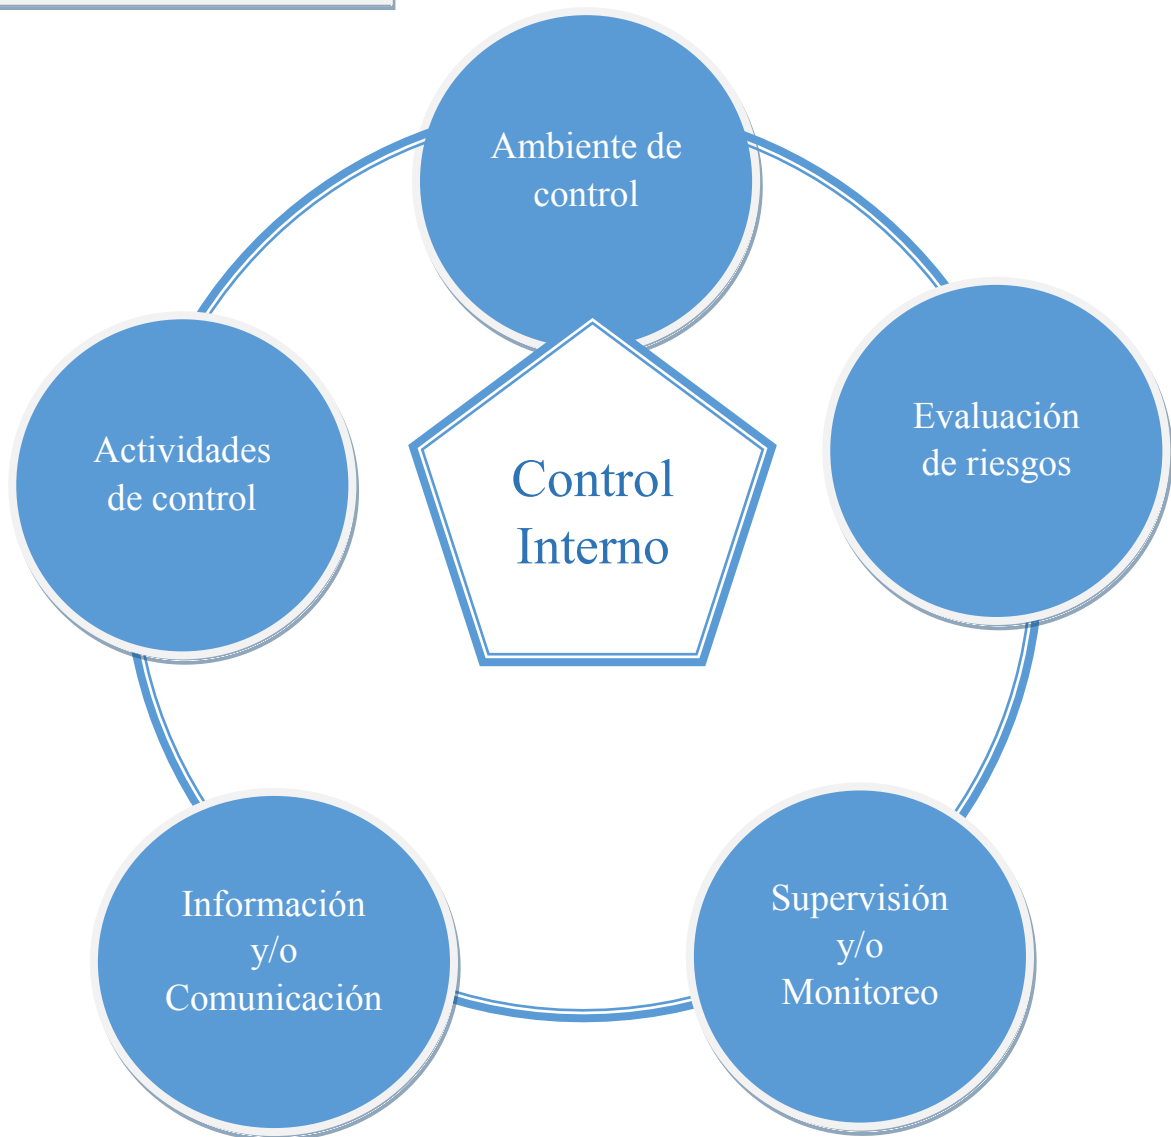 Ambiente de
control
Evaluación
de riesgos
Actividades
de control
Control
Interno
Supervisión
y/o
Monitoreo
Información
y/o
Comunicación